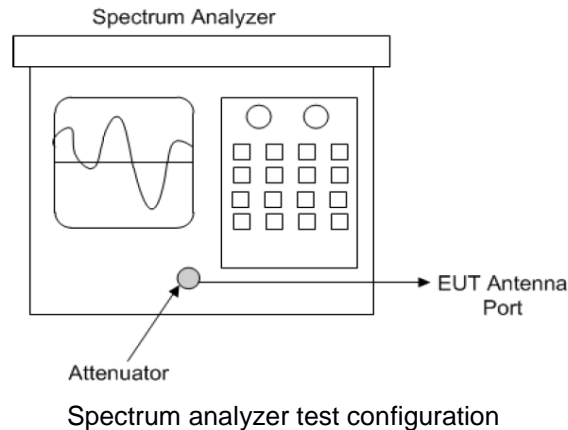 Spectrum Analyzer
EUT Antenna
Port
Attenuator
Spectrum analyzer test configuration